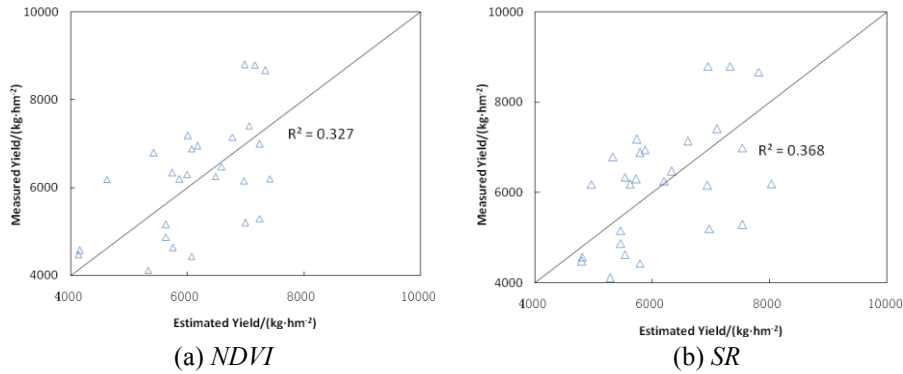 10000
8000
6000
4000
4000 6000 8000 10000
Measured Yield/(kg·hm⁻²)
Estimated Yield/(kg·hm⁻²)
R² = 0.327
(a) NDVI
10000
8000
6000
4000
4000 6000 8000 10000
Measured Yield/(kg·hm⁻²)
Estimated Yield/(kg·hm⁻²)
R² = 0.368
(b) SR